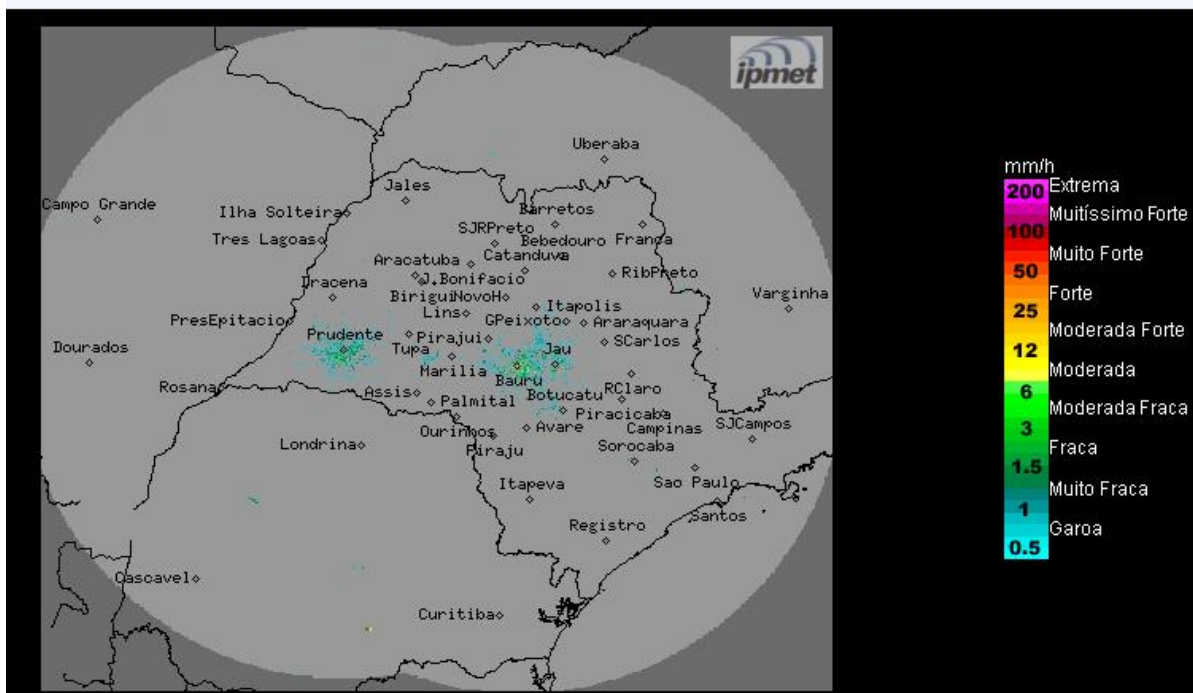 ipmet
Uberaba
Jales
Campo Grande
Ilha Solteira
Barretos
SJRPreto
Tres Lagoas
Bebedouro
Franca
Catanduva
Aracatuba
RibPreto
J.Bonifacio
Dracena
Birigui
NovoH
Varginha
Itapolis
Lins
PresEpitacio
GPeixoto
Araraquara
Prudente
Pirajui
SCarlos
Dourados
Tupa
Jau
Marilia
Bauru
Rosana
RClaro
Assis
Botucatu
Palmital
Piracicaba
Ourinhos
Avare
Campinas
SJCampos
Londrina
Piraju
Sorocaba
Itapeva
Sao Paulo
Santos
Registro
Cascavel
Curitiba
mm/h
200 Extrema
Muitíssimo Forte
100
Muito Forte
50
Forte
25
Moderada Forte
12
Moderada
6
Moderada Fraca
3
Fraca
1.5
Muito Fraca
1
Garoa
0.5